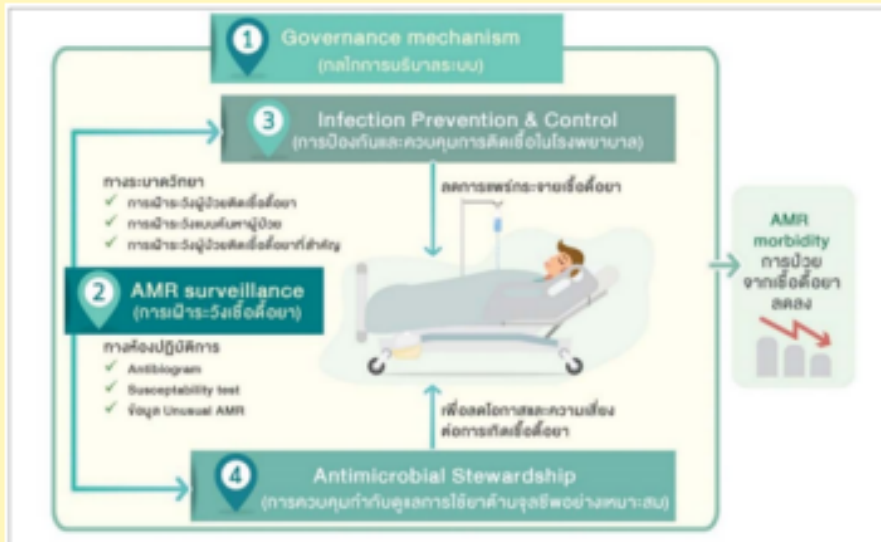 1
Governance mechanism
(กลไกการบริบาลระบบ)
3
Infection Prevention & Control
(การป้องกันและควบคุมการติดเชื้อในโรงพยาบาล)
ทางระบาดวิทยา
✓ การเฝ้าระวังผู้ป่วยติดเชื้อดื้อยา
✓ การเฝ้าระวังแบบค้นหาผู้ป่วย
✓ การเฝ้าระวังผู้ป่วยติดเชื้อดื้อยาที่สำคัญ
ลดการแพร่กระจายเชื้อดื้อยา
2
AMR surveillance
(การเฝ้าระวังเชื้อดื้อยา)
ทางห้องปฏิบัติการ
✓ Antibiogram
✓ Susceptability test
✓ ข้อมูล Unusual AMR
เพื่อลดโอกาสและความเสี่ยง
ต่อการเกิดเชื้อดื้อยา
4
Antimicrobial Stewardship
(การควบคุมกำกับดูแลการใช้ยาต้านจุลชีพอย่างเหมาะสม)
AMR
morbidity
การป่วย
จากเชื้อดื้อยา
ลดลง